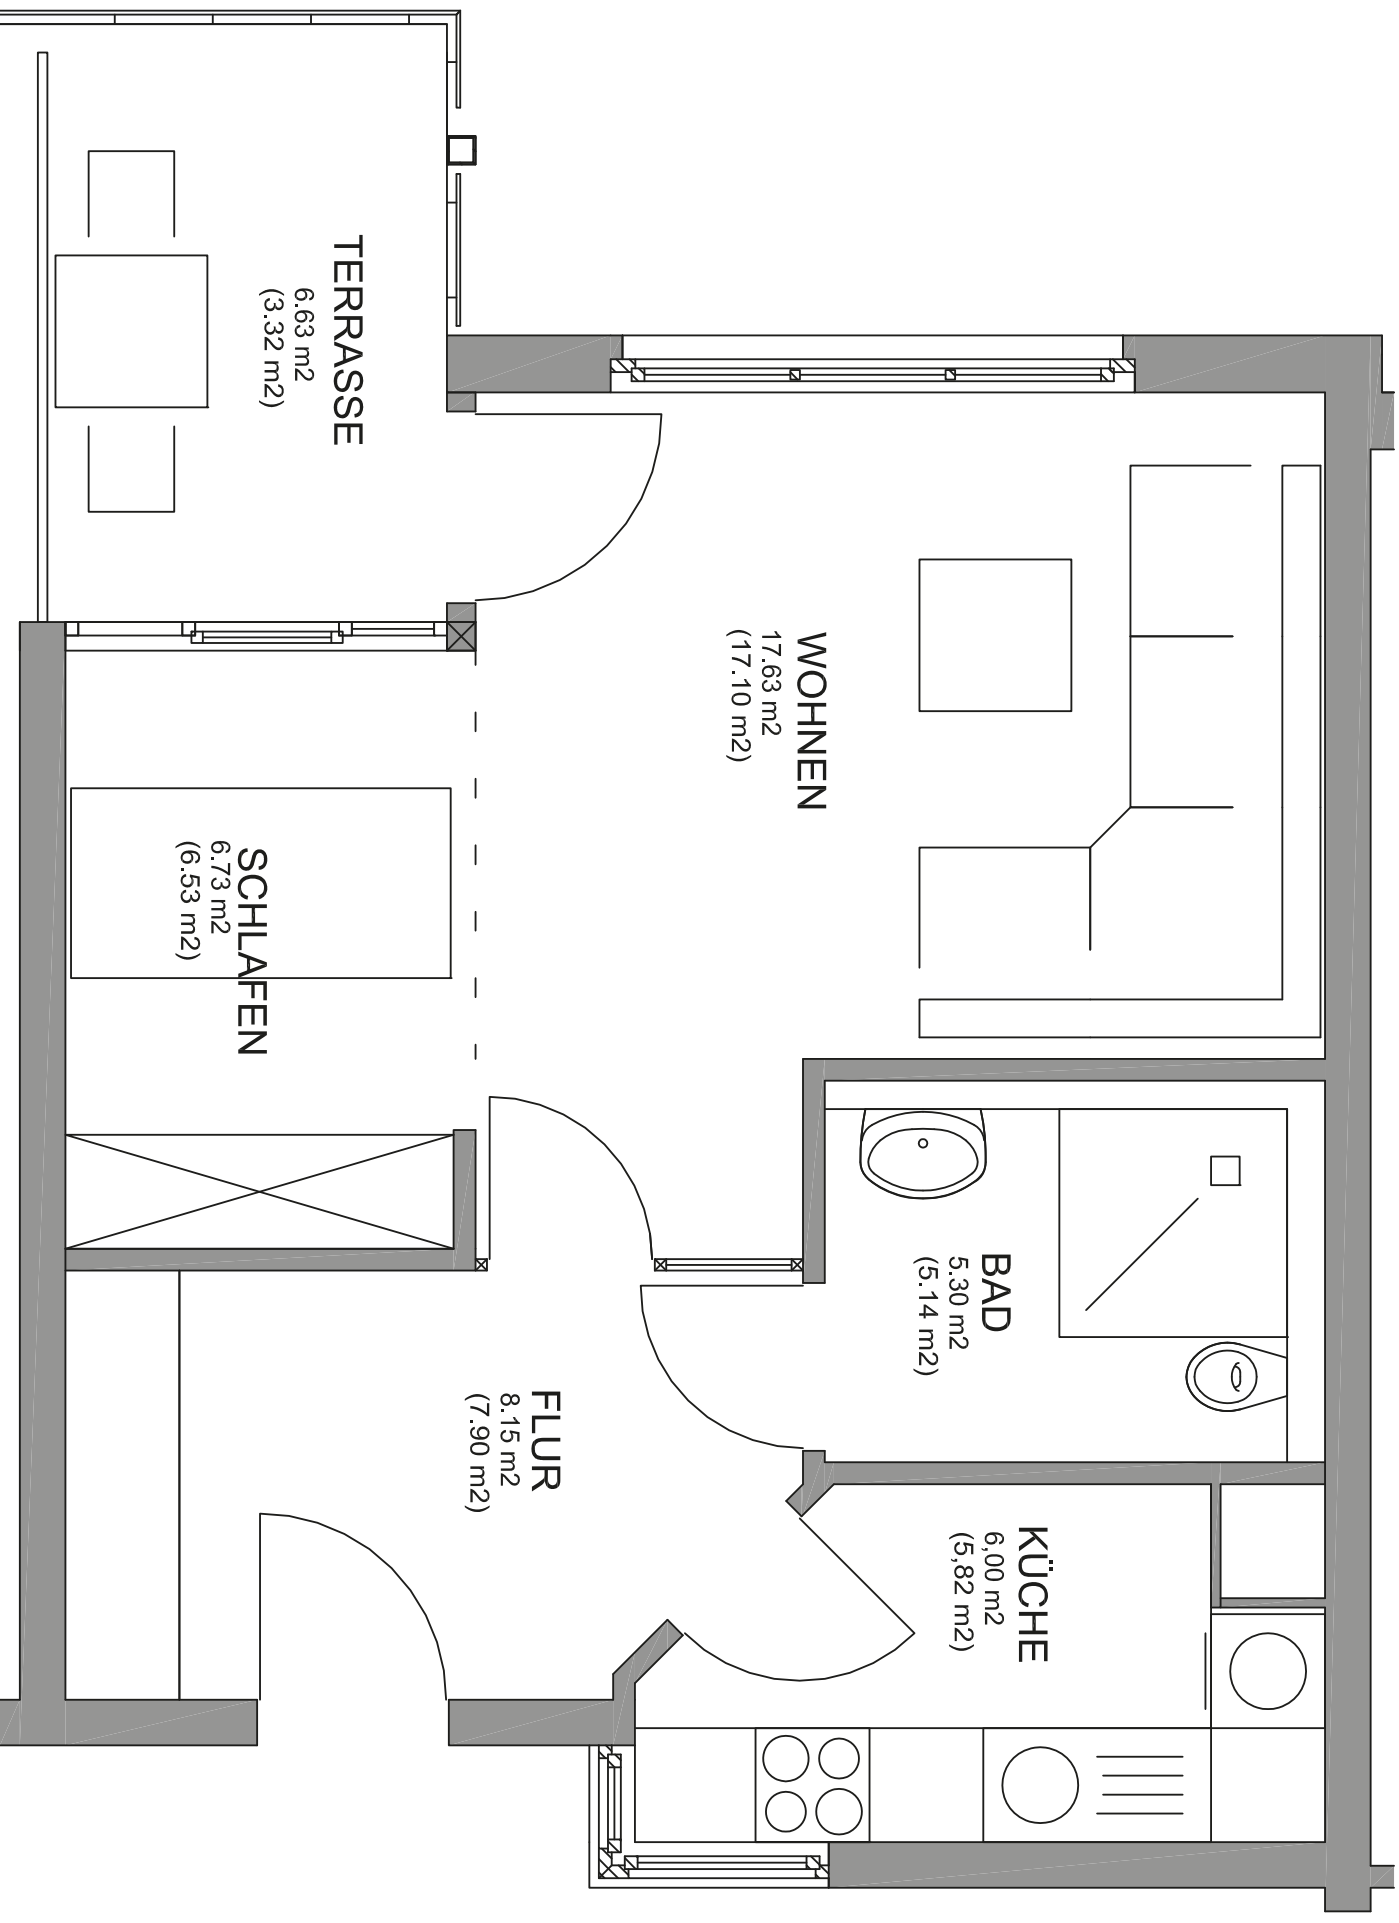 TERRASSE
6.63 m2
(3.32 m2)
WOHNEN
17.63 m2
(17.10 m2)
SCHLAFEN
6.73 m2
(6.53 m2)
BAD
5.30 m2
(5.14 m2)
FLUR
8.15 m2
(7.90 m2)
KÜCHE
6,00 m2
(5,82 m2)